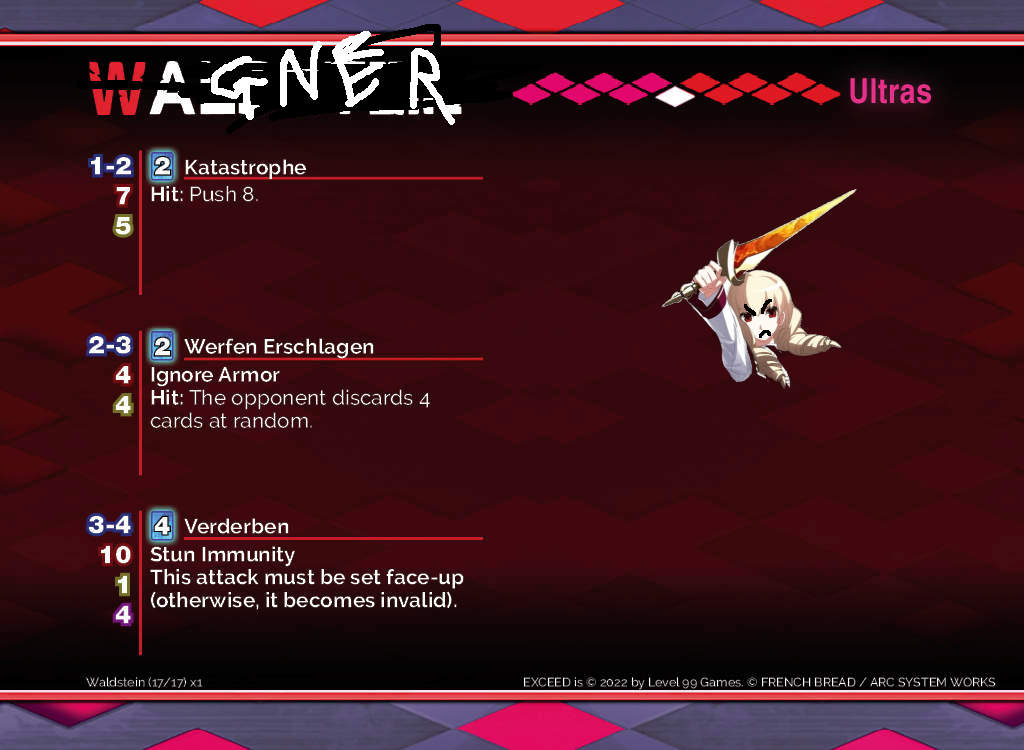 WAGNER
Ultras
1-2 2 Katastrophe
7 Hit: Push 8.
5
2-3 2 Werfen Erschlagen
4 Ignore Armor
4 Hit: The opponent discards 4
cards at random.
3-4 4 Verderben
10 Stun Immunity
1 This attack must be set face-up
(otherwise, it becomes invalid).
4
Waldstein (17/17) x1
EXCEED is © 2022 by Level 99 Games. © FRENCH BREAD / ARC SYSTEM WORKS